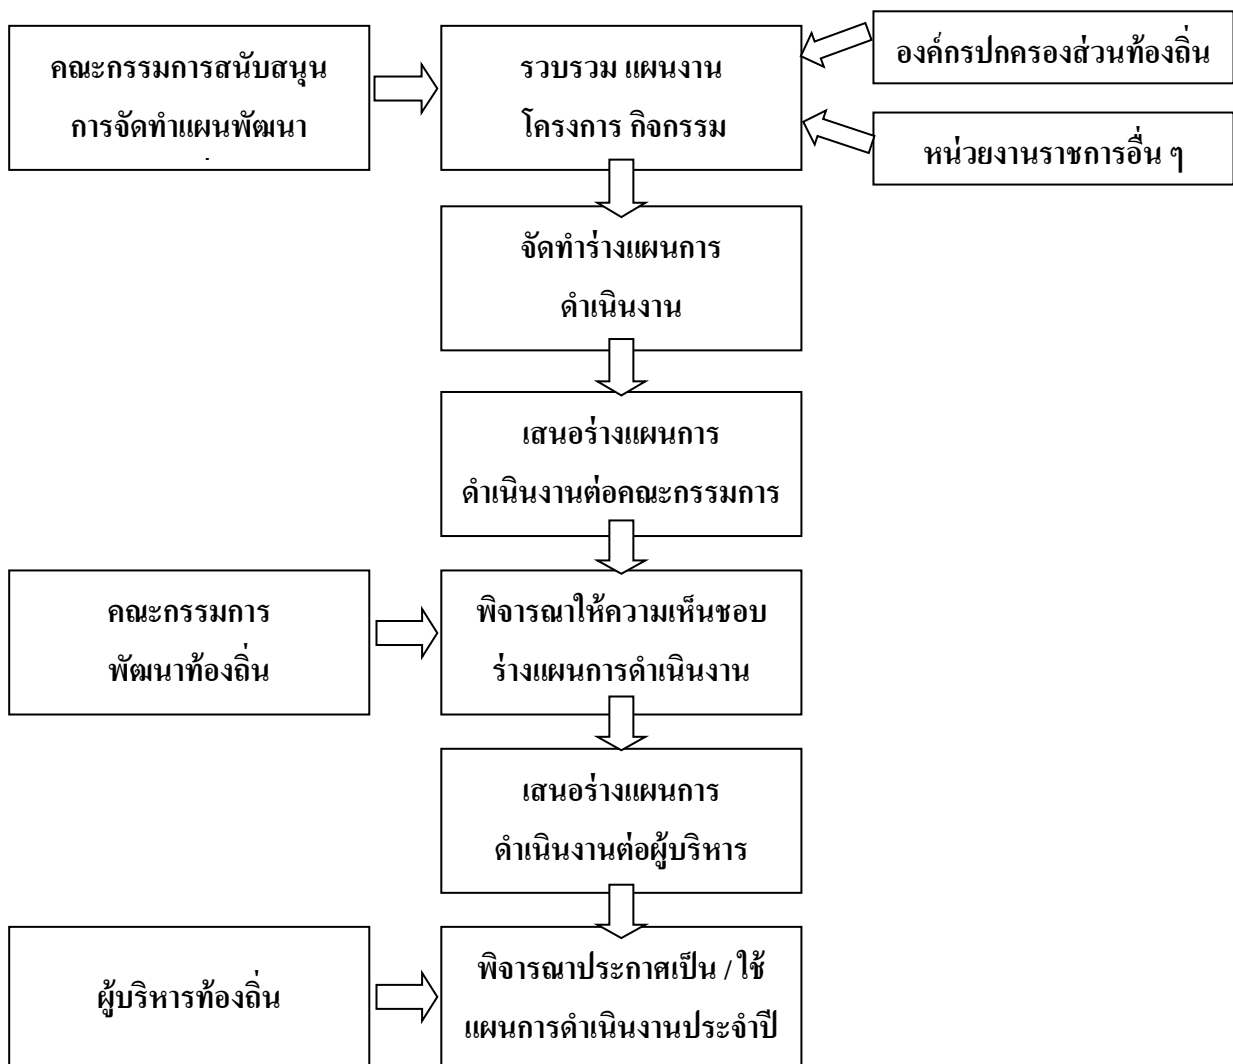 คณะกรรมการสนับสนุน
การจัดทำแผนพัฒนา
รวบรวม แผนงาน
โครงการ กิจกรรม
องค์กรปกครองส่วนท้องถิ่น
หน่วยงานราชการอื่น ๆ
จัดทำร่างแผนการ
ดำเนินงาน
เสนอร่างแผนการ
ดำเนินงานต่อคณะกรรมการ
คณะกรรมการ
พัฒนาท้องถิ่น
พิจารณาให้ความเห็นชอบ
ร่างแผนการดำเนินงาน
เสนอร่างแผนการ
ดำเนินงานต่อผู้บริหาร
ผู้บริหารท้องถิ่น
พิจารณาประกาศเป็น / ใช้
แผนการดำเนินงานประจำปี